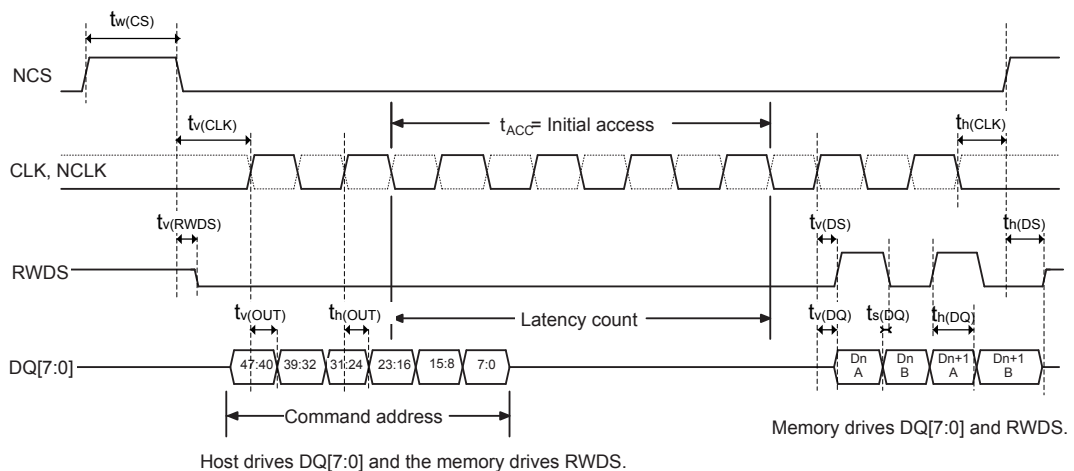 tw(CS)
NCS
tv(CLK)
tACC= Initial access
th(CLK)
CLK, NCLK
tv(RWDS)
tv(DS)
th(DS)
RWDS
tv(OUT)
th(OUT)
Latency count
tv(DQ)
ts(DQ)
th(DQ)
DQ[7:0]
47:40 39:32 31:24 23:16 15:8 7:0
Dn A
Dn B
Dn+1 A
Dn+1 B
Command address
Memory drives DQ[7:0] and RWDS.
Host drives DQ[7:0] and the memory drives RWDS.